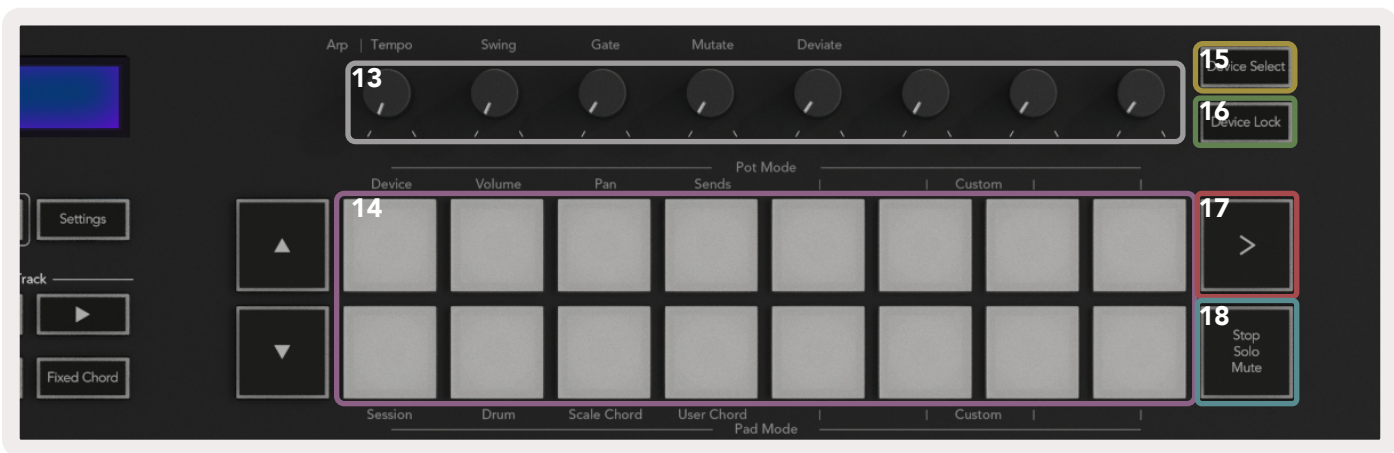 Arp | Tempo Swing Gate Mutate Deviate
13
15
Device Select
16
Device Lock
Pot Mode
Device Volume Pan Sends | | Custom | |
14
17
>
Settings
Track
Fixed Chord
18
Stop
Solo
Mute
Session Drum Scale Chord User Chord | | Custom | |
Pad Mode